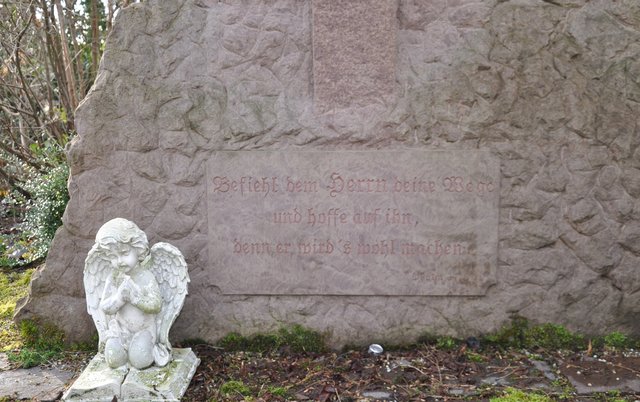 Befiehl dem Herrn deine Wege
und hoffe auf ihn,
denn er wird's wohl machen.